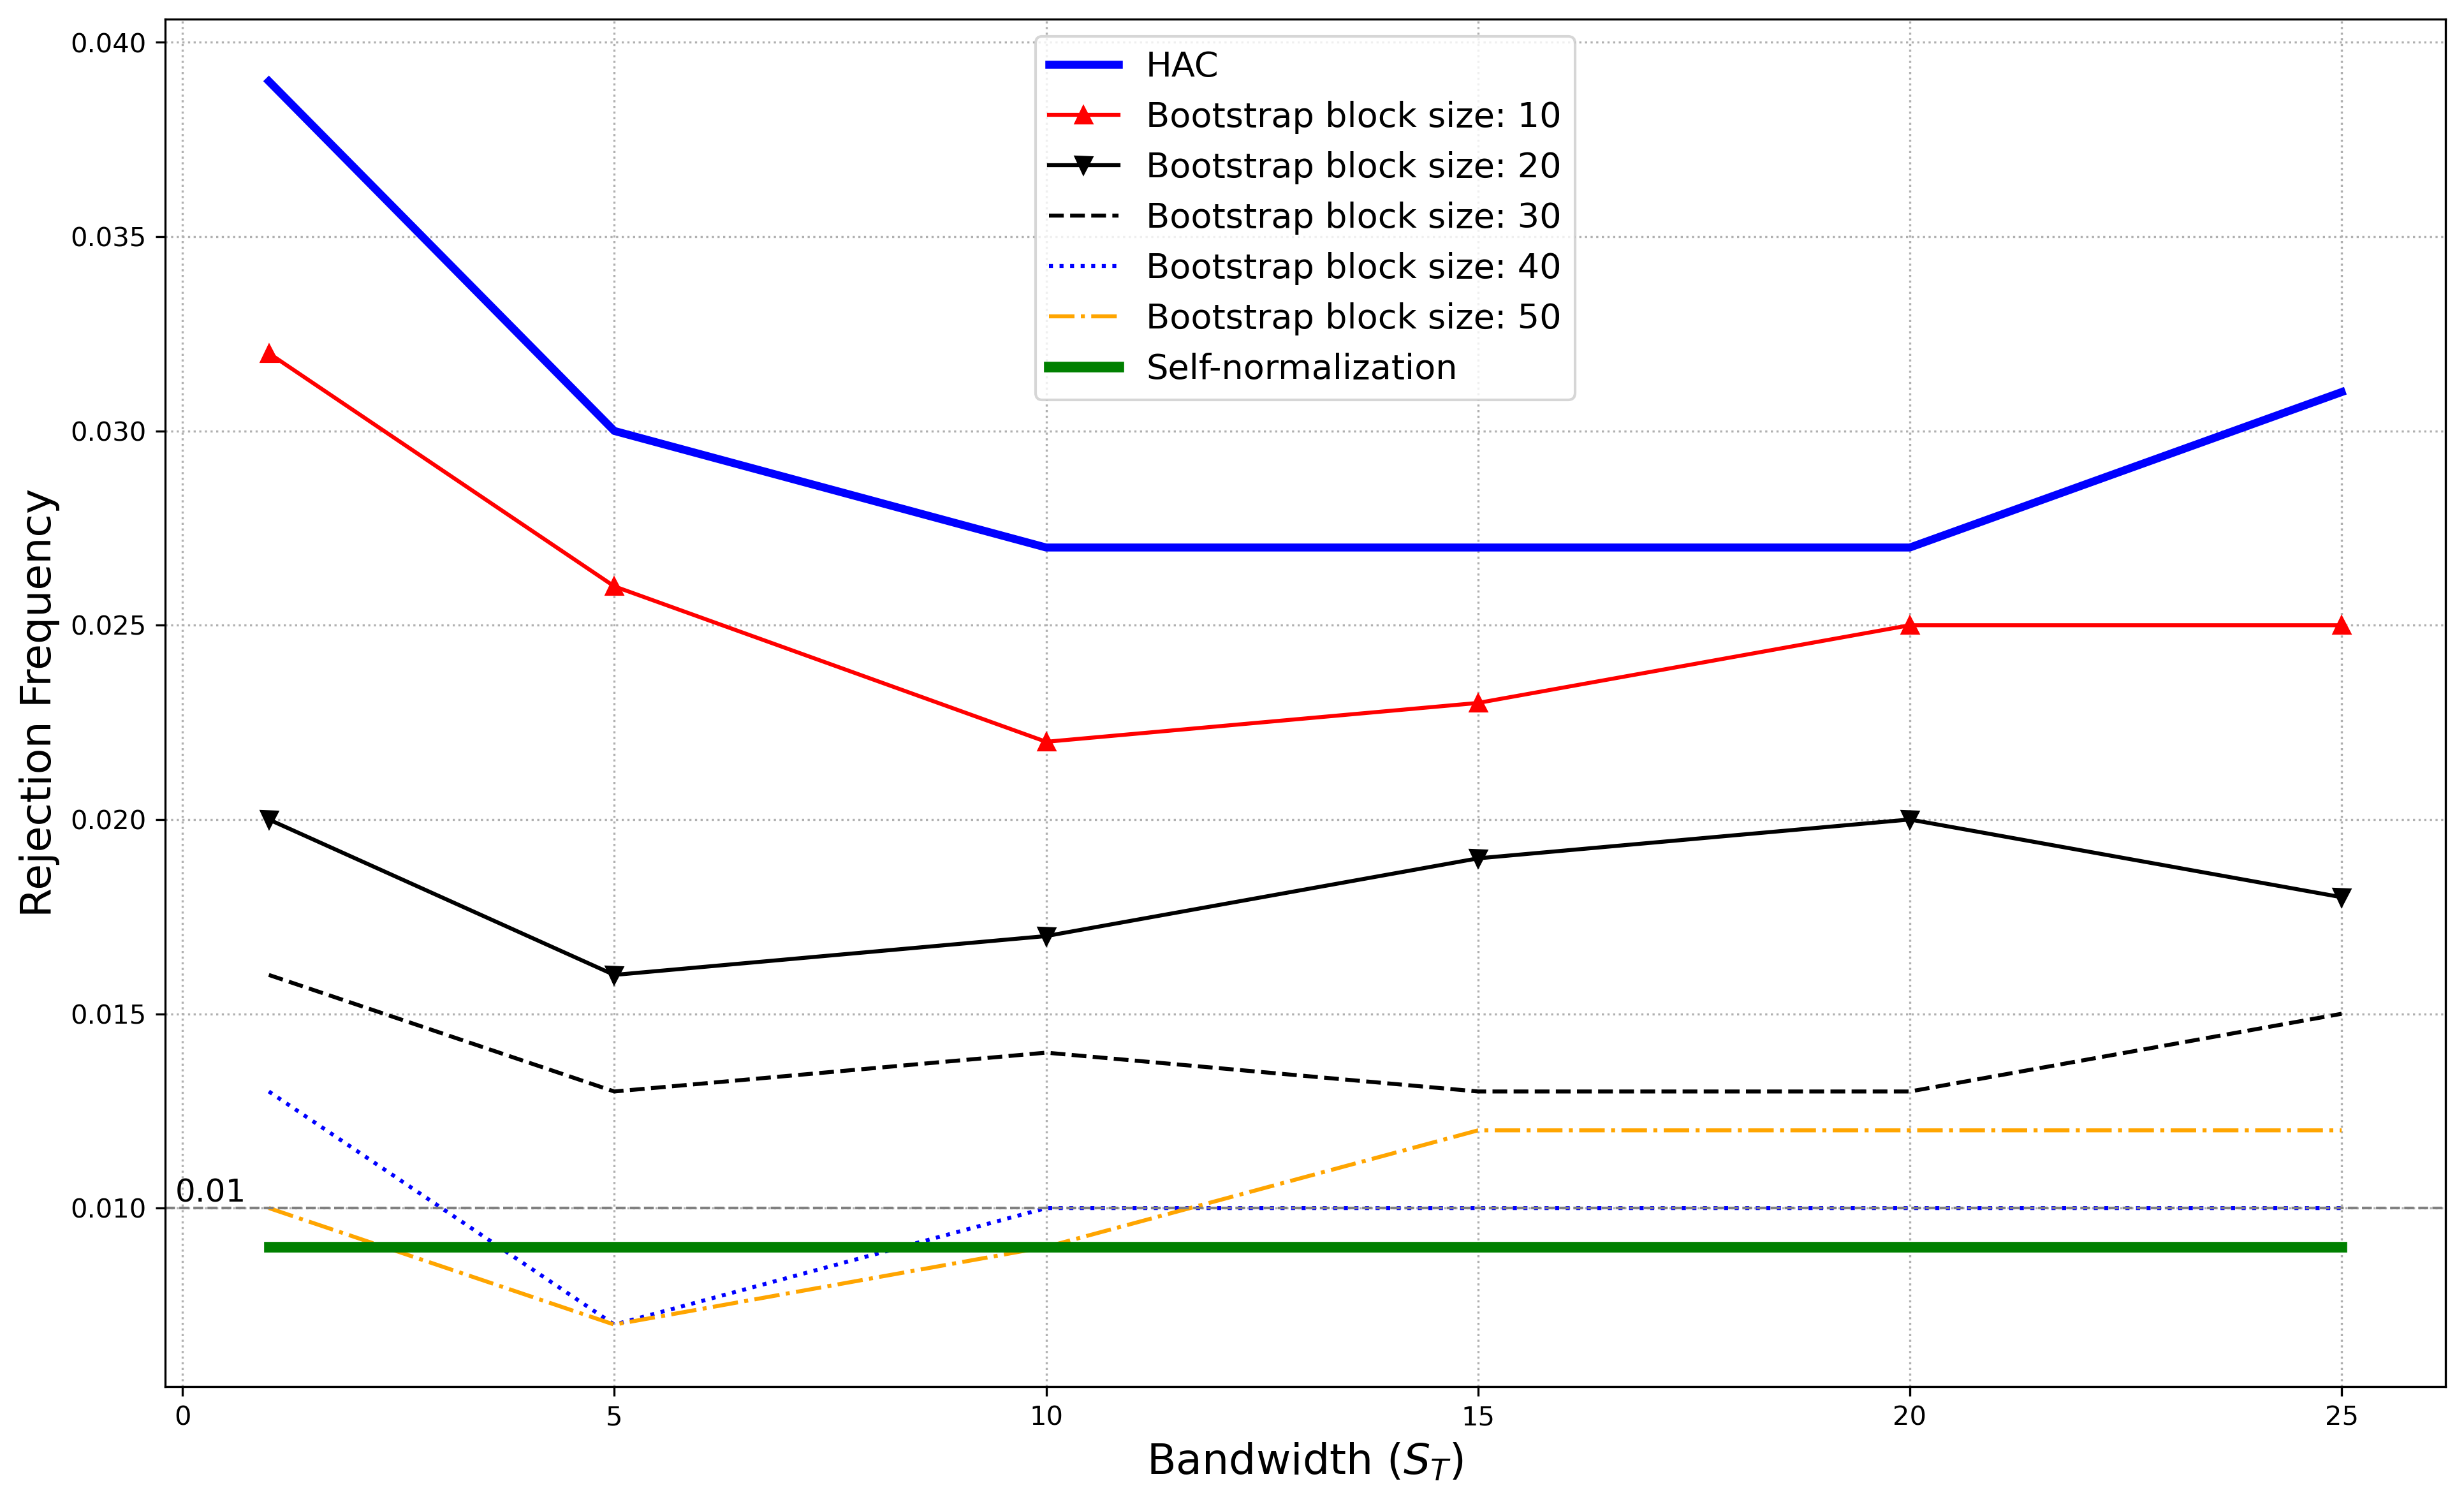 Rejection Frequency
0.040
0.035
0.030
0.025
0.020
0.015
0.010
0.01
HAC
Bootstrap block size: 10
Bootstrap block size: 20
Bootstrap block size: 30
Bootstrap block size: 40
Bootstrap block size: 50
Self-normalization
0 5 10 15 20 25
Bandwidth ($S_T$)